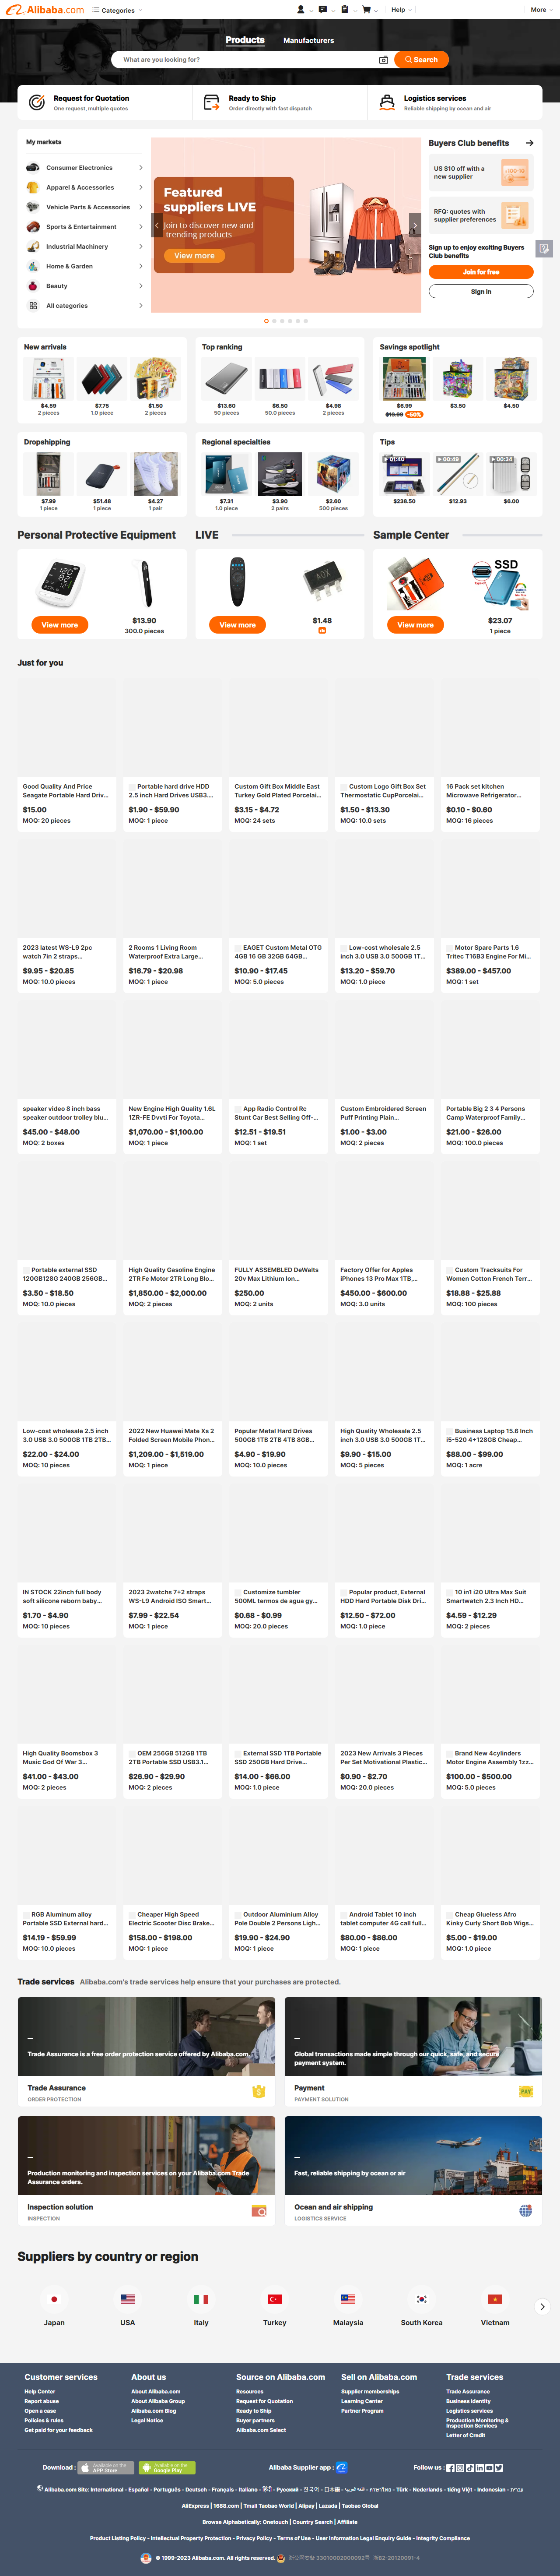 Alibaba.com
Categories
Help
More
Products
Manufacturers
What are you looking for?
Search
Request for Quotation
One request, multiple quotes
Ready to Ship
Order directly with fast dispatch
Logistics services
Reliable shipping by ocean and air
My markets
Consumer Electronics
Apparel & Accessories
Vehicle Parts & Accessories
Sports & Entertainment
Industrial Machinery
Home & Garden
Beauty
All categories
Featured
suppliers LIVE
Join to discover new and
trending products
View more
Buyers Club benefits
US $10 off with a
new supplier
RFQ: quotes with
supplier preferences
Sign up to enjoy exciting Buyers
Club benefits
Join for free
Sign in
New arrivals
$4.59
2 pieces
$7.75
1.0 piece
$1.50
2 pieces
Top ranking
$13.60
50 pieces
$6.50
50.0 pieces
$4.98
2 pieces
Savings spotlight
$6.99
$13.99 -50%
$3.50
$4.50
Dropshipping
$7.99
1 piece
$51.48
1 piece
$4.27
1 pair
Regional specialties
$7.31
1.0 piece
$3.90
2 pairs
$2.60
500 pieces
Tips
01:40
$238.50
00:49
$12.93
00:34
$6.00
Personal Protective Equipment
View more
$13.90
300.0 pieces
LIVE
View more
$1.48
Sample Center
View more
SSD
$23.07
1 piece
Just for you
Good Quality And Price
Seagate Portable Hard Driv...
$15.00
MOQ: 20 pieces
Portable hard drive HDD
2.5 inch Hard Drives USB3....
$1.90 - $59.90
MOQ: 1 piece
Custom Gift Box Middle East
Turkey Gold Plated Porcelai...
$3.15 - $4.72
MOQ: 24 sets
Custom Logo Gift Box Set
Thermostatic CupPorcelai...
$1.50 - $13.30
MOQ: 10.0 sets
16 Pack set kitchen
Microwave Refrigerator...
$0.10 - $0.60
MOQ: 16 pieces
2023 latest WS-L9 2pc
watch 7in 2 straps...
$9.95 - $20.85
MOQ: 10.0 pieces
2 Rooms 1 Living Room
Waterproof Extra Large...
$16.79 - $20.98
MOQ: 1 piece
EAGET Custom Metal OTG
4GB 16 GB 32GB 64GB...
$10.90 - $17.45
MOQ: 5.0 pieces
Low-cost wholesale 2.5
inch 3.0 USB 3.0 500GB 1T...
$13.20 - $59.70
MOQ: 1.0 piece
Motor Spare Parts 1.6
Tritec T16B3 Engine For Mi...
$389.00 - $457.00
MOQ: 1 set
speaker video 8 inch bass
speaker outdoor trolley blu...
$45.00 - $48.00
MOQ: 2 boxes
New Engine High Quality 1.6L
1ZR-FE Dvvti For Toyota...
$1,070.00 - $1,100.00
MOQ: 1 piece
App Radio Control Rc
Stunt Car Best Selling Off-...
$12.51 - $19.51
MOQ: 1 set
Custom Embroidered Screen
Puff Printing Plain...
$1.00 - $3.00
MOQ: 2 pieces
Portable Big 2 3 4 Persons
Camp Waterproof Family...
$21.00 - $26.00
MOQ: 100.0 pieces
Portable external SSD
120GB128G 240GB 256GB...
$3.50 - $18.50
MOQ: 10.0 pieces
High Quality Gasoline Engine
2TR Fe Motor 2TR Long Blo...
$1,850.00 - $2,000.00
MOQ: 2 pieces
FULLY ASSEMBLED DeWalts
20v Max Lithium Ion...
$250.00
MOQ: 2 units
Factory Offer for Apples
iPhones 13 Pro Max 1TB,...
$450.00 - $600.00
MOQ: 3.0 units
Custom Tracksuits For
Women Cotton French Terr...
$18.88 - $25.88
MOQ: 100 pieces
Low-cost wholesale 2.5 inch
3.0 USB 3.0 500GB 1TB 2TB...
$22.00 - $24.00
MOQ: 10 pieces
2022 New Huawei Mate Xs 2
Folded Screen Mobile Phon...
$1,209.00 - $1,519.00
MOQ: 1 piece
Popular Metal Hard Drives
500GB 1TB 2TB 4TB 8GB...
$4.90 - $19.90
MOQ: 10.0 pieces
High Quality Wholesale 2.5
inch 3.0 USB 3.0 500GB 1T...
$9.90 - $15.00
MOQ: 5 pieces
Business Laptop 15.6 Inch
i5-520 4+128GB Cheap...
$88.00 - $99.00
MOQ: 1 acre
IN STOCK 22inch full body
soft silicone reborn baby...
$1.70 - $4.90
MOQ: 10 pieces
2023 2watchs 7+2 straps
WS-L9 Android ISO Smart...
$7.99 - $22.54
MOQ: 1 piece
Customize tumbler
500ML termos de agua gy...
$0.68 - $0.99
MOQ: 20.0 pieces
Popular product, External
HDD Hard Portable Disk Dri...
$12.50 - $72.00
MOQ: 1.0 piece
10 in1 i20 Ultra Max Suit
Smartwatch 2.3 Inch HD...
$4.59 - $12.29
MOQ: 2 pieces
High Quality Boomsbox 3
Music God Of War 3...
$41.00 - $43.00
MOQ: 2 pieces
OEM 256GB 512GB 1TB
2TB Portable SSD USB3.1...
$26.90 - $29.90
MOQ: 2 pieces
External SSD 1TB Portable
SSD 250GB Hard Drive...
$14.00 - $66.00
MOQ: 1.0 piece
2023 New Arrivals 3 Pieces
Per Set Motivational Plastic...
$0.90 - $2.70
MOQ: 20.0 pieces
Brand New 4cylinders
Motor Engine Assembly 1zz...
$100.00 - $500.00
MOQ: 5.0 pieces
RGB Aluminum alloy
Portable SSD External hard...
$14.19 - $59.99
MOQ: 10.0 pieces
Cheaper High Speed
Electric Scooter Disc Brake...
$158.00 - $198.00
MOQ: 1 piece
Outdoor Aluminium Alloy
Pole Double 2 Persons Ligh...
$19.90 - $24.90
MOQ: 1 piece
Android Tablet 10 inch
tablet computer 4G call full...
$80.00 - $86.00
MOQ: 1 piece
Cheap Glueless Afro
Kinky Curly Short Bob Wigs...
$5.00 - $19.00
MOQ: 1.0 piece
Trade services Alibaba.com's trade services help ensure that your purchases are protected.
Trade Assurance is a free order protection service offered by Alibaba.com.
Trade Assurance
ORDER PROTECTION
Global transactions made simple through our quick, safe, and secure
payment system.
Payment
PAYMENT SOLUTION
PAY
Production monitoring and inspection services on your Alibaba.com Trade
Assurance orders.
Inspection solution
INSPECTION
Fast, reliable shipping by ocean or air
Ocean and air shipping
LOGISTICS SERVICE
Suppliers by country or region
Japan
USA
Italy
Turkey
Malaysia
South Korea
Vietnam
Customer services
Help Center
Report abuse
Open a case
Policies & rules
Get paid for your feedback
About us
About Alibaba.com
About Alibaba Group
Alibaba.com Blog
Legal Notice
Source on Alibaba.com
Resources
Request for Quotation
Ready to Ship
Buyer partners
Alibaba.com Select
Sell on Alibaba.com
Supplier memberships
Learning Center
Partner Program
Trade services
Trade Assurance
Business Identity
Logistics services
Production Monitoring &
Inspection Services
Letter of Credit
Download :
Available on the
APP Store
Available on the
Google Play
Alibaba Supplier app :
Follow us :
Alibaba.com Site: International - Español - Português - Deutsch - Français - Italiano - हिंदी - Русский - 한국어 - 日本語 - اللغة العربية - ภาษาไทย - Türk - Nederlands - tiếng Việt - Indonesian - עברית
AliExpress | 1688.com | Tmall Taobao World | Alipay | Lazada | Taobao Global
Browse Alphabetically: Onetouch | Country Search | Affiliate
Product Listing Policy - Intellectual Property Protection - Privacy Policy - Terms of Use - User Information Legal Enquiry Guide - Integrity Compliance
© 1999-2023 Alibaba.com. All rights reserved. 浙公网安备 33010002000092号 浙B2-20120091-4